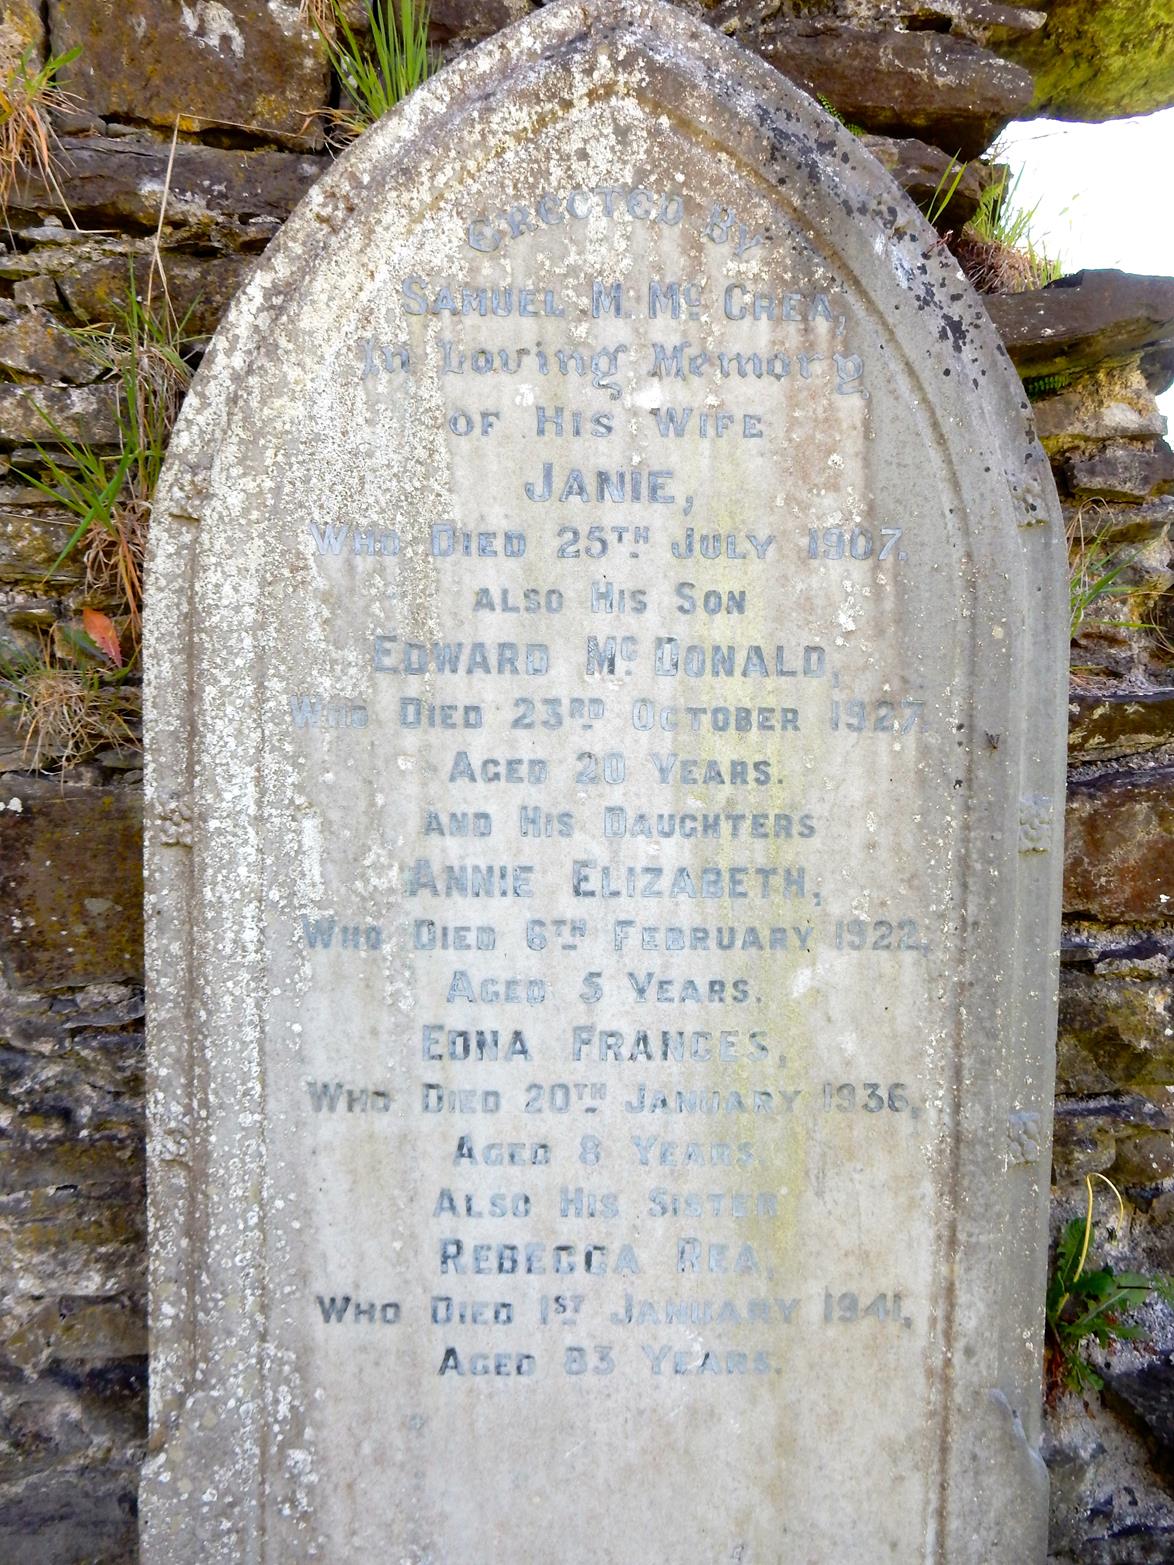 Erected By
SAMUEL M. Mc CREA,
In Loving Memory
OF HIS WIFE
JANIE,
WHO DIED 25TH JULY 1907.
ALSO HIS SON
EDWARD McDONALD,
WHO DIED 23RD OCTOBER 1927,
AGED 20 YEARS.
AND HIS DAUGHTERS
ANNIE ELIZABETH,
WHO DIED 6TH FEBRUARY 1922,
AGED 5 YEARS.
EDNA FRANCES,
WHO DIED 20TH JANUARY 1936,
AGED 8 YEARS.
ALSO HIS SISTER
REBECCA REA,
WHO DIED 1ST JANUARY 1941,
AGED 83 YEARS.